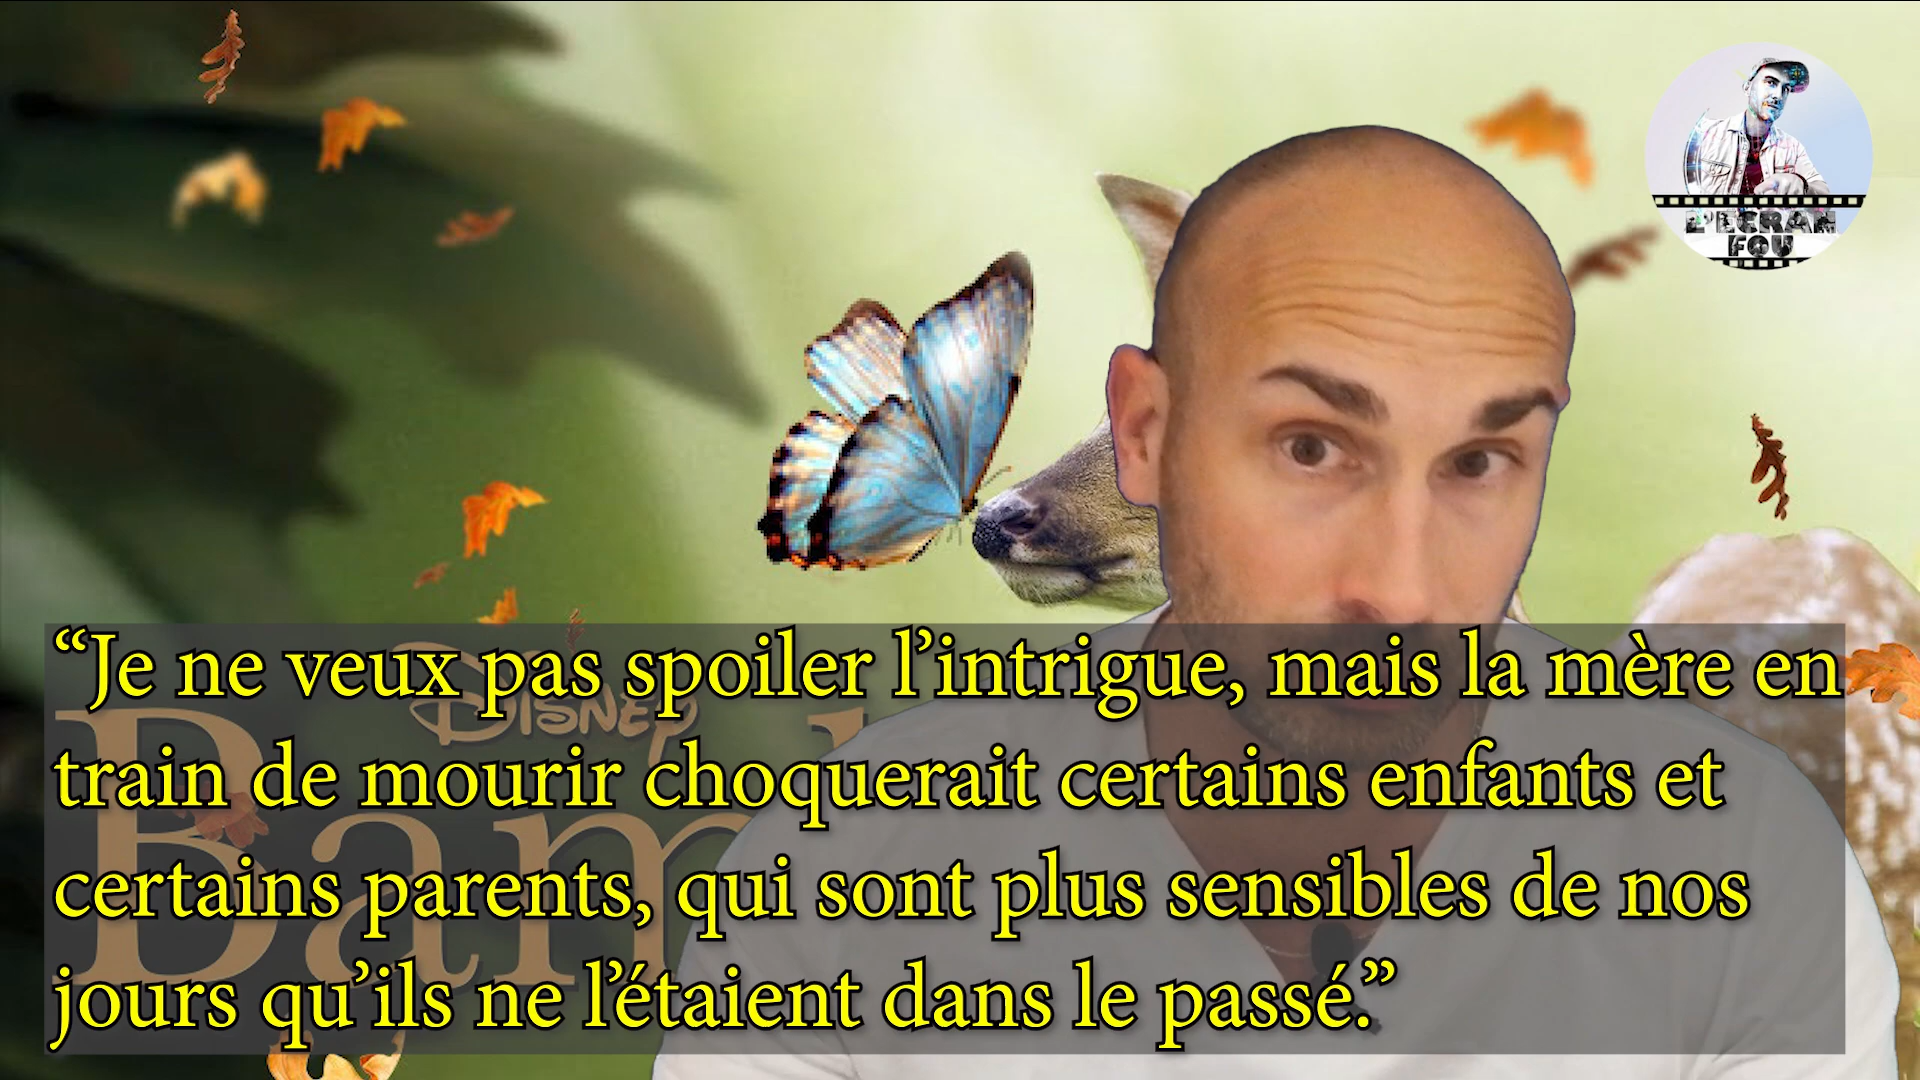 L'ECRAN
FOU
“Je ne veux pas spoiler l’intrigue, mais la mère en
train de mourir choquerait certains enfants et
certains parents, qui sont plus sensibles de nos
jours qu’ils ne l’étaient dans le passé.”
DISNEY